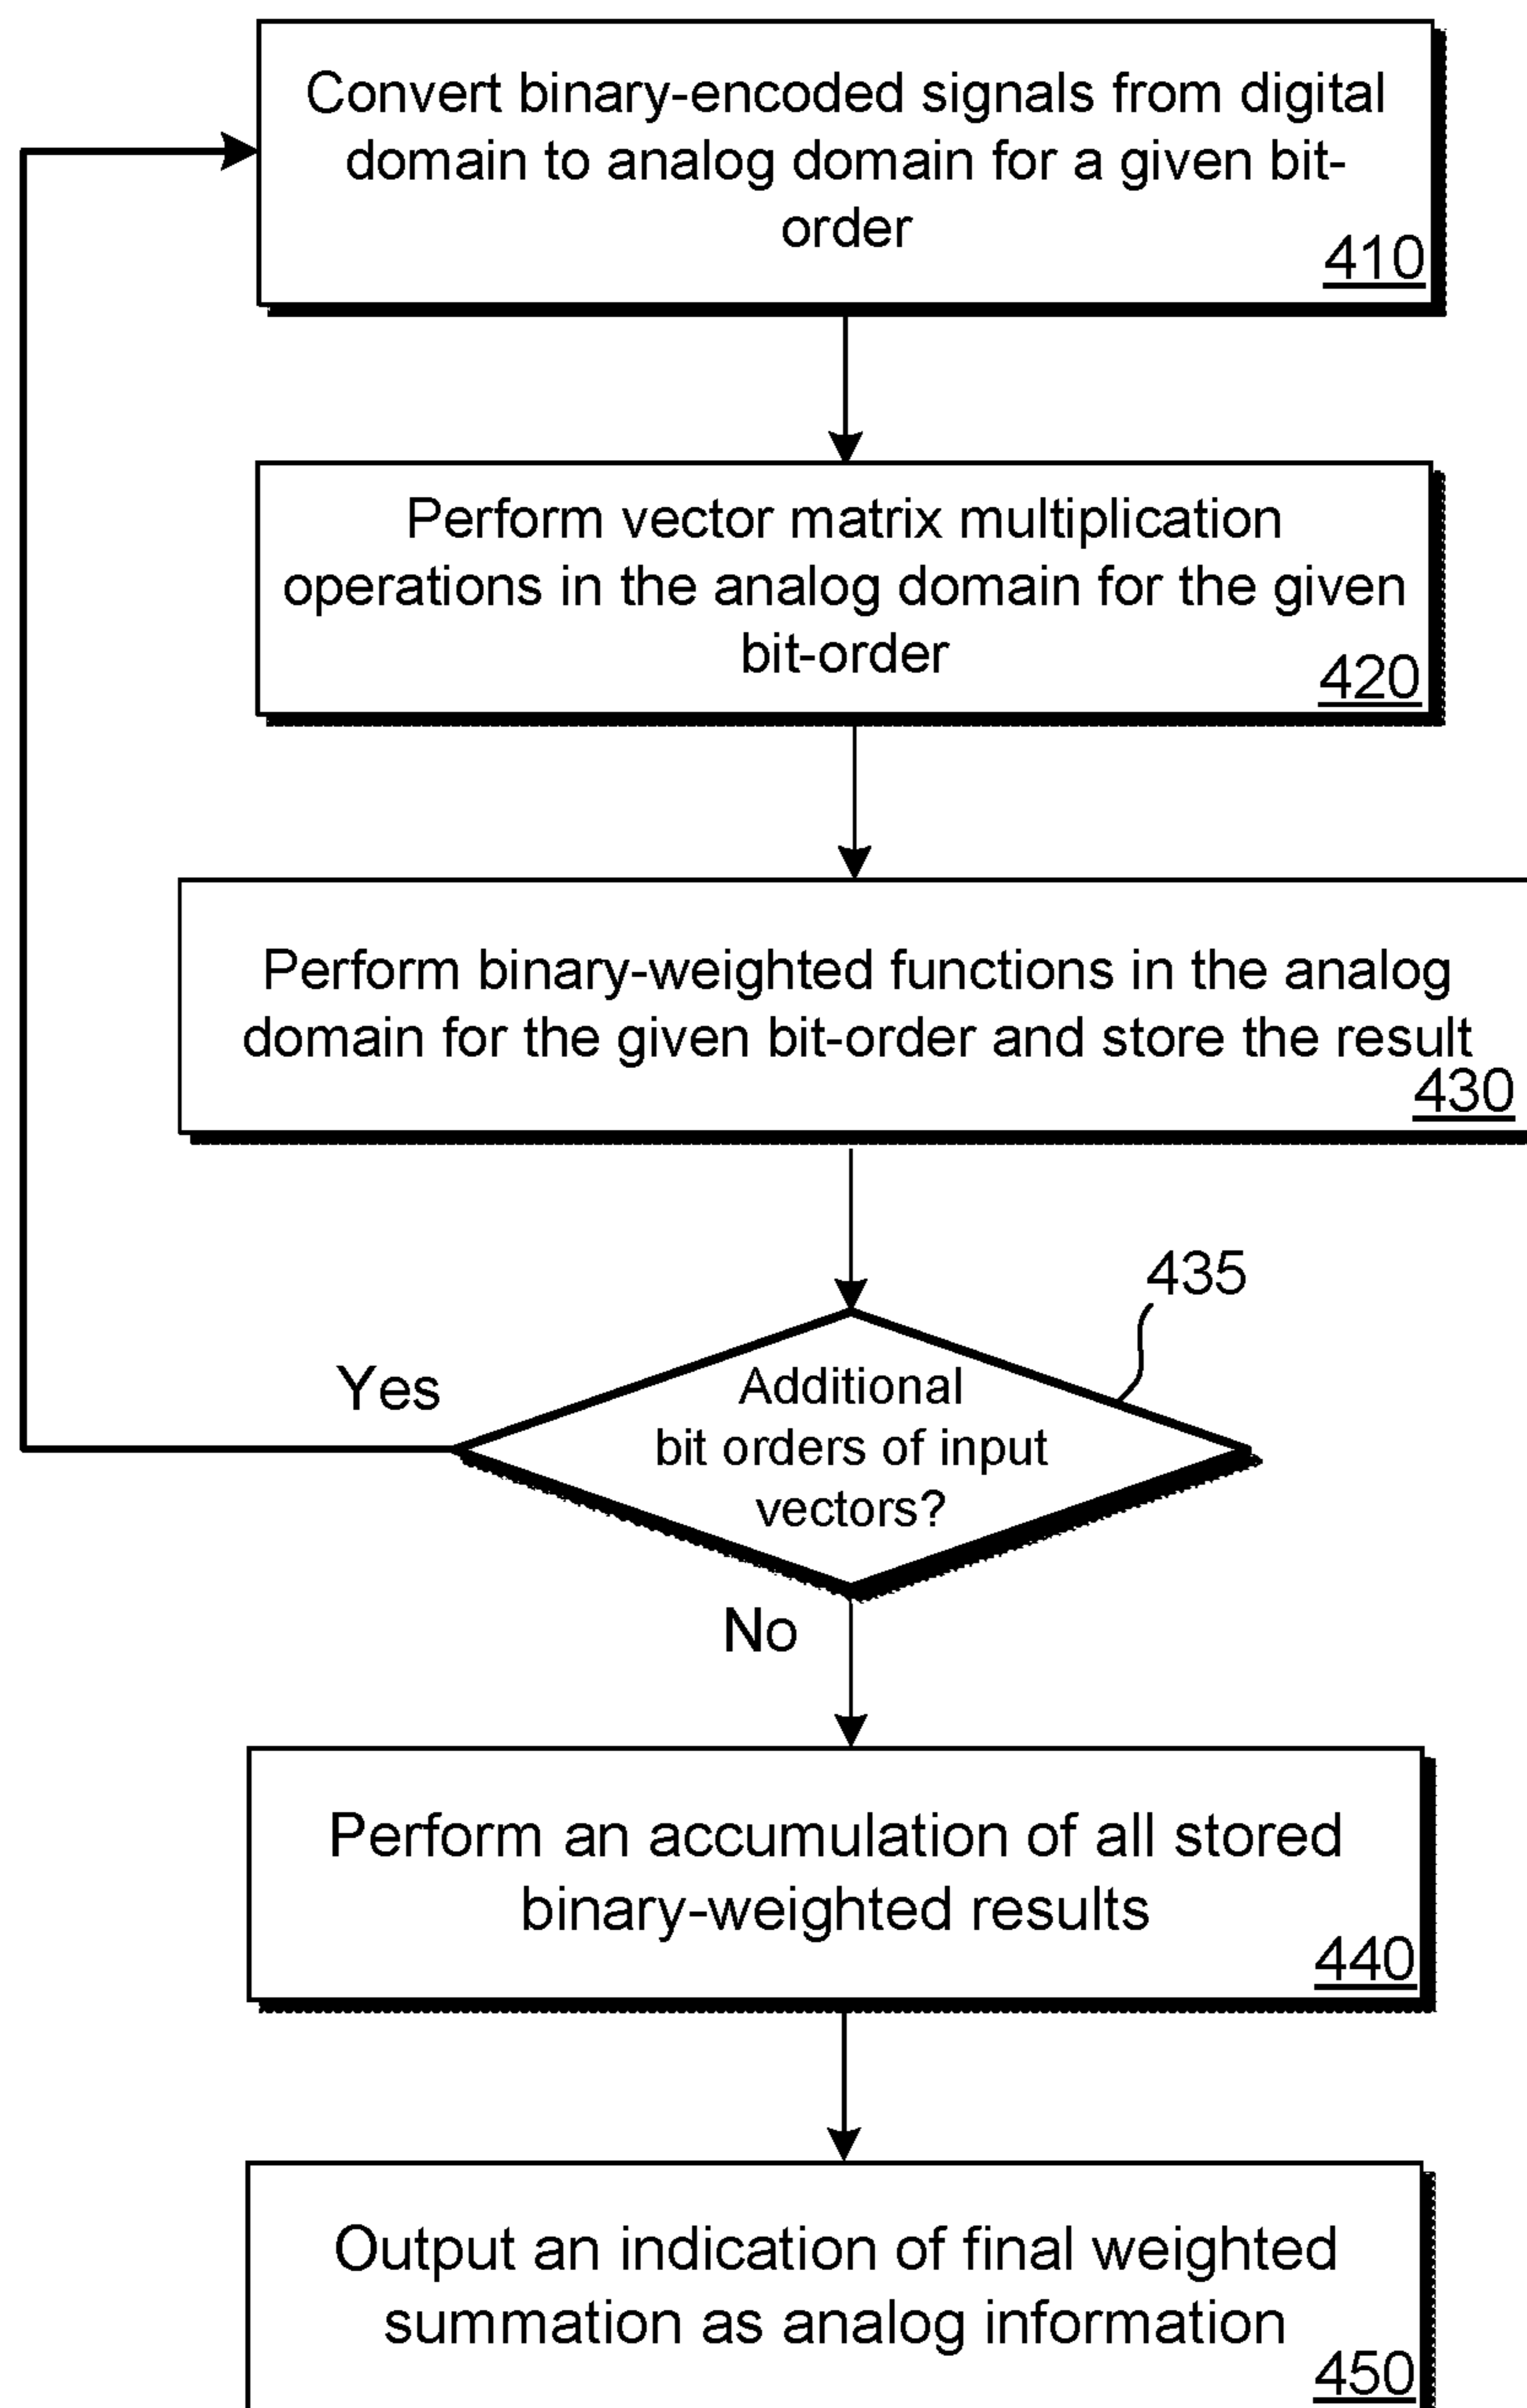 Convert binary-encoded signals from digital
domain to analog domain for a given bit-
order
410
Perform vector matrix multiplication
operations in the analog domain for the given
bit-order
420
Perform binary-weighted functions in the analog
domain for the given bit-order and store the result
430
435
Yes
Additional
bit orders of input
vectors?
No
Perform an accumulation of all stored
binary-weighted results
440
Output an indication of final weighted
summation as analog information
450